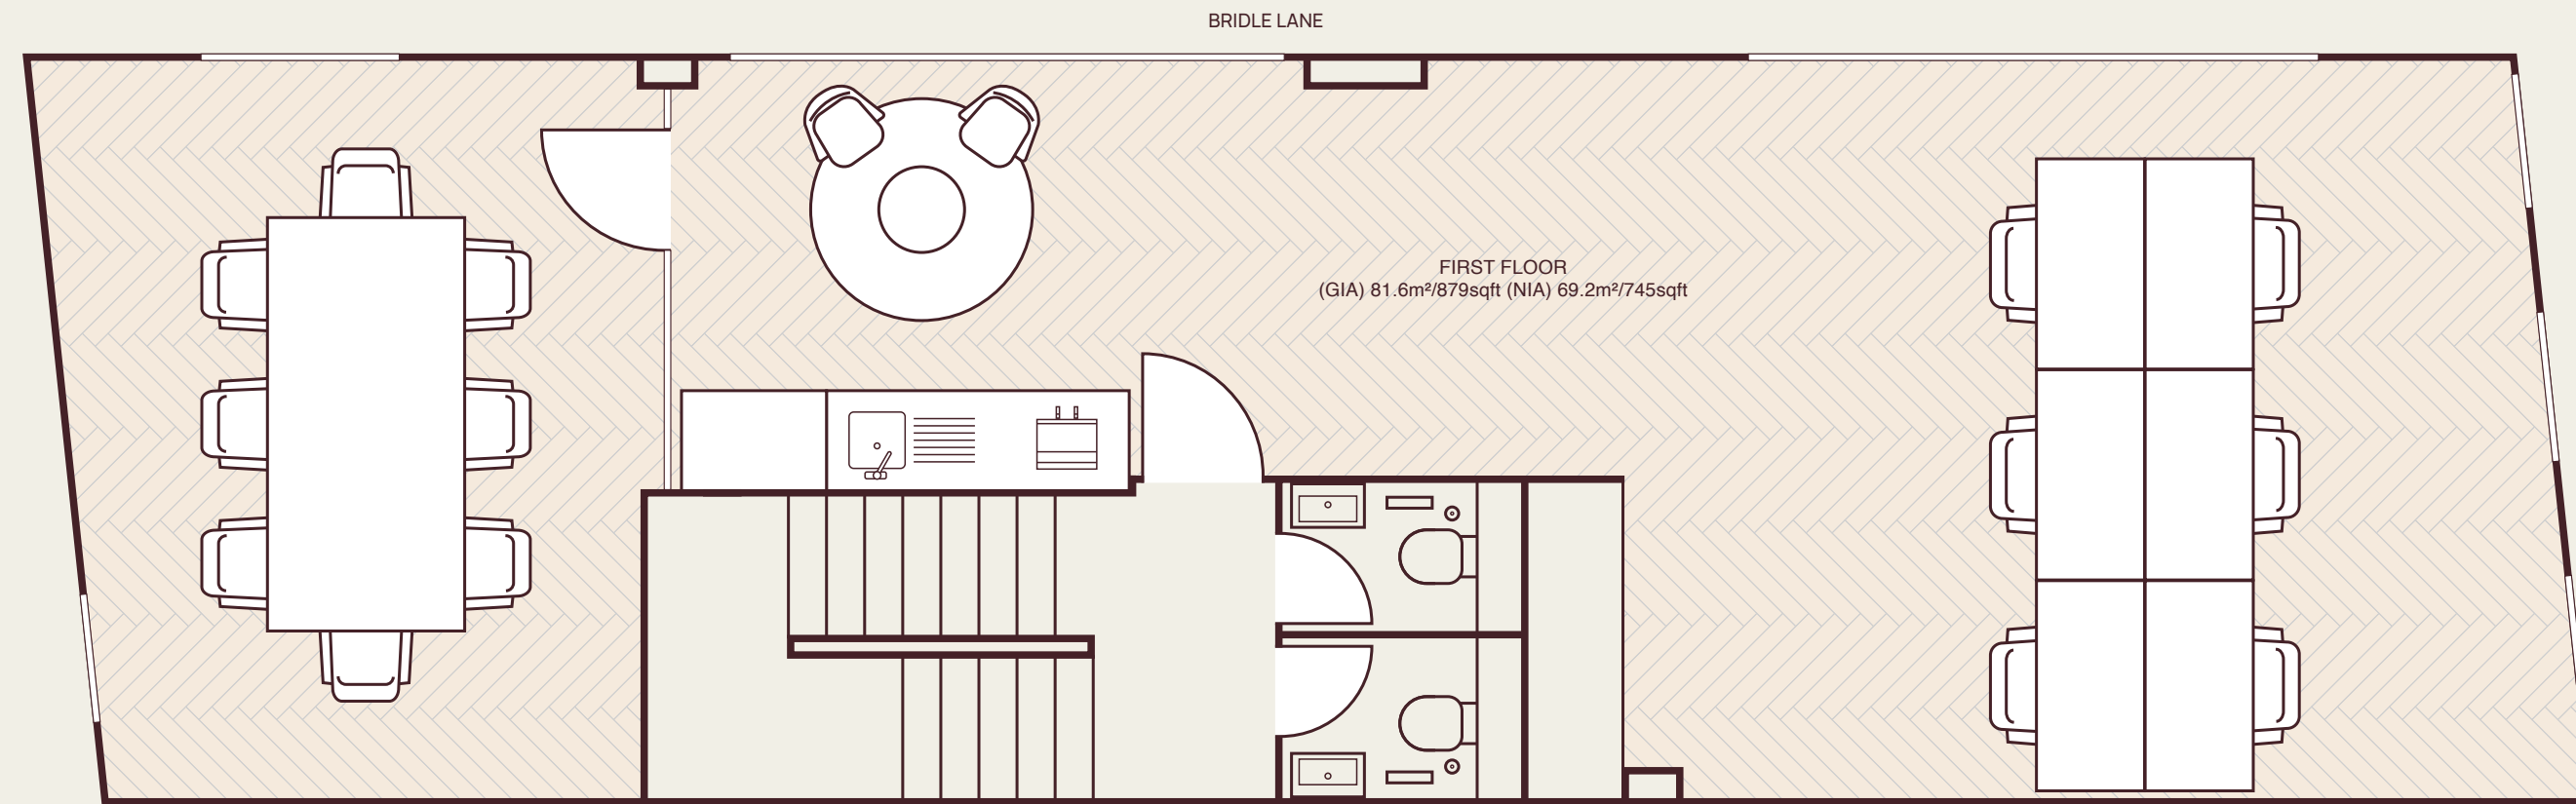 BRIDLE LANE
FIRST FLOOR
(GIA) 81.6m²/879sqft (NIA) 69.2m²/745sqft